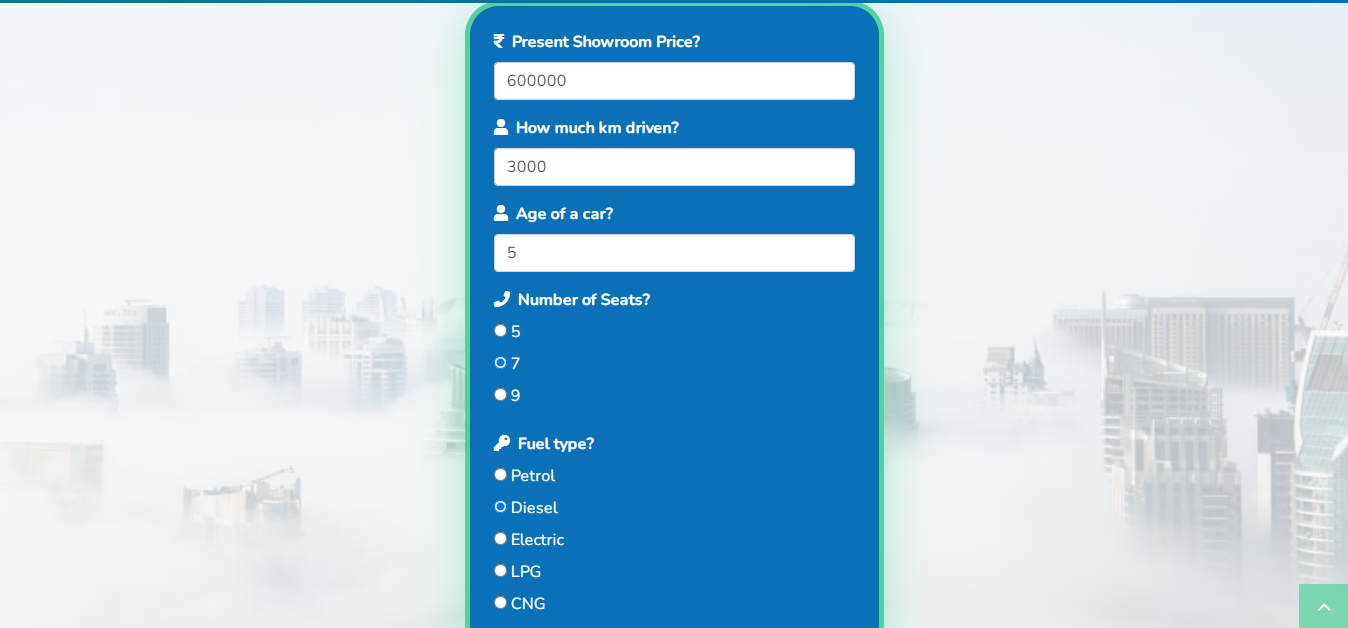 Present Showroom Price?
600000
How much km driven?
3000
Age of a car?
5
Number of Seats?
5
7
9
Fuel type?
Petrol
Diesel
Electric
LPG
CNG